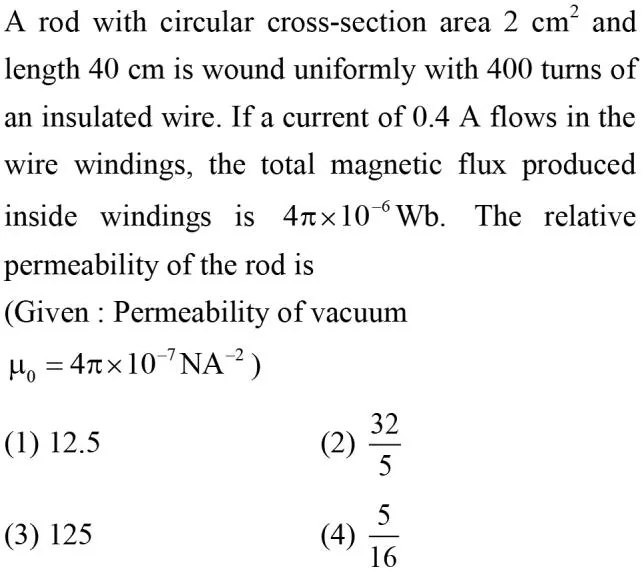 A rod with circular cross-section area 2 cm² and
length 40 cm is wound uniformly with 400 turns of
an insulated wire. If a current of 0.4 A flows in the
wire windings, the total magnetic flux produced
inside windings is 4π×10⁻⁶ Wb. The relative
permeability of the rod is
(Given : Permeability of vacuum
μ₀ = 4π×10⁻⁷ NA⁻²)
(1) 12.5 (2) 32/5
(3) 125 (4) 5/16